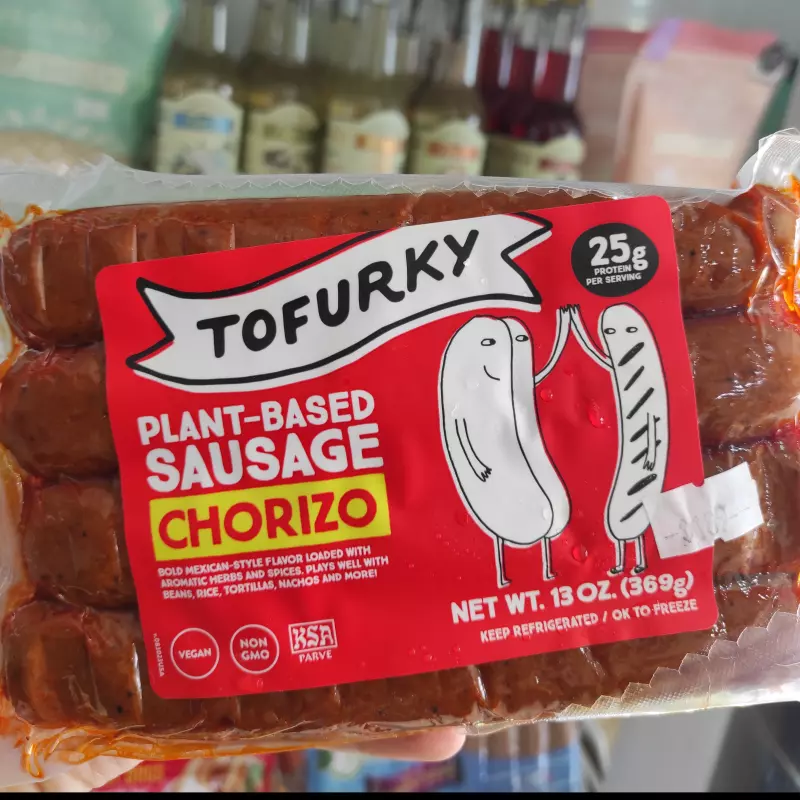 TOFURKY
25g
PROTEIN
PER SERVING
PLANT-BASED
SAUSAGE
CHORIZO
BOLD MEXICAN-STYLE FLAVOR LOADED WITH
AROMATIC HERBS AND SPICES. PLAYS WELL WITH
BEANS, RICE, TORTILLAS, NACHOS AND MORE!
VEGAN
NON
GMO
KSA
PARVE
NET WT. 13 OZ. (369g)
KEEP REFRIGERATED / OK TO FREEZE